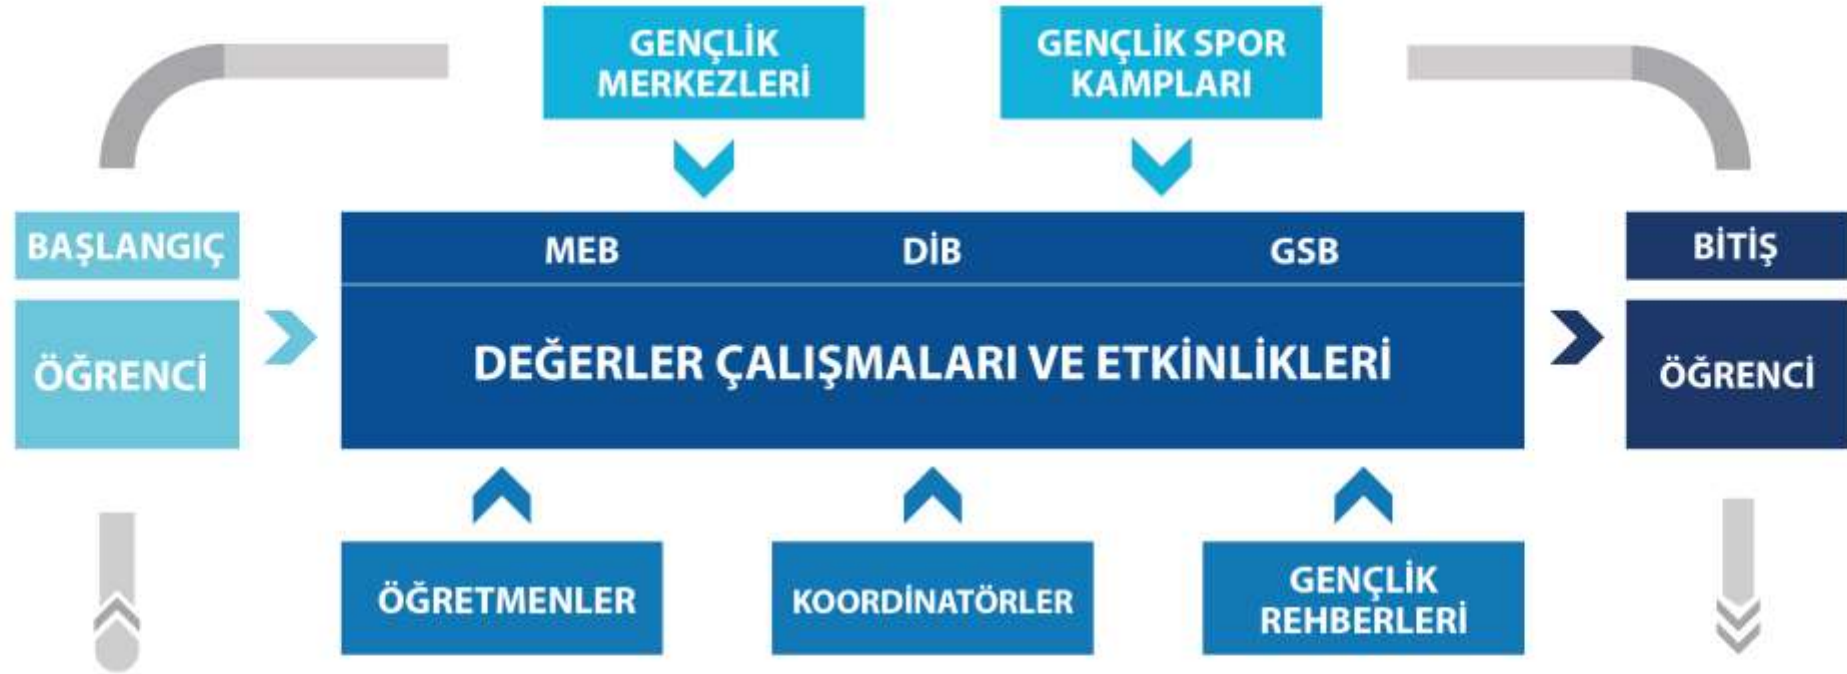 GENÇLİK
MERKEZLERİ
GENÇLİK SPOR
KAMPLARI
BAŞLANGIÇ
ÖĞRENCİ
MEB
DİB
GSB
DEĞERLER ÇALIŞMALARI VE ETKİNLİKLERİ
BİTİŞ
ÖĞRENCİ
ÖĞRETMENLER
KOORDİNATÖRLER
GENÇLİK
REHBERLERİ